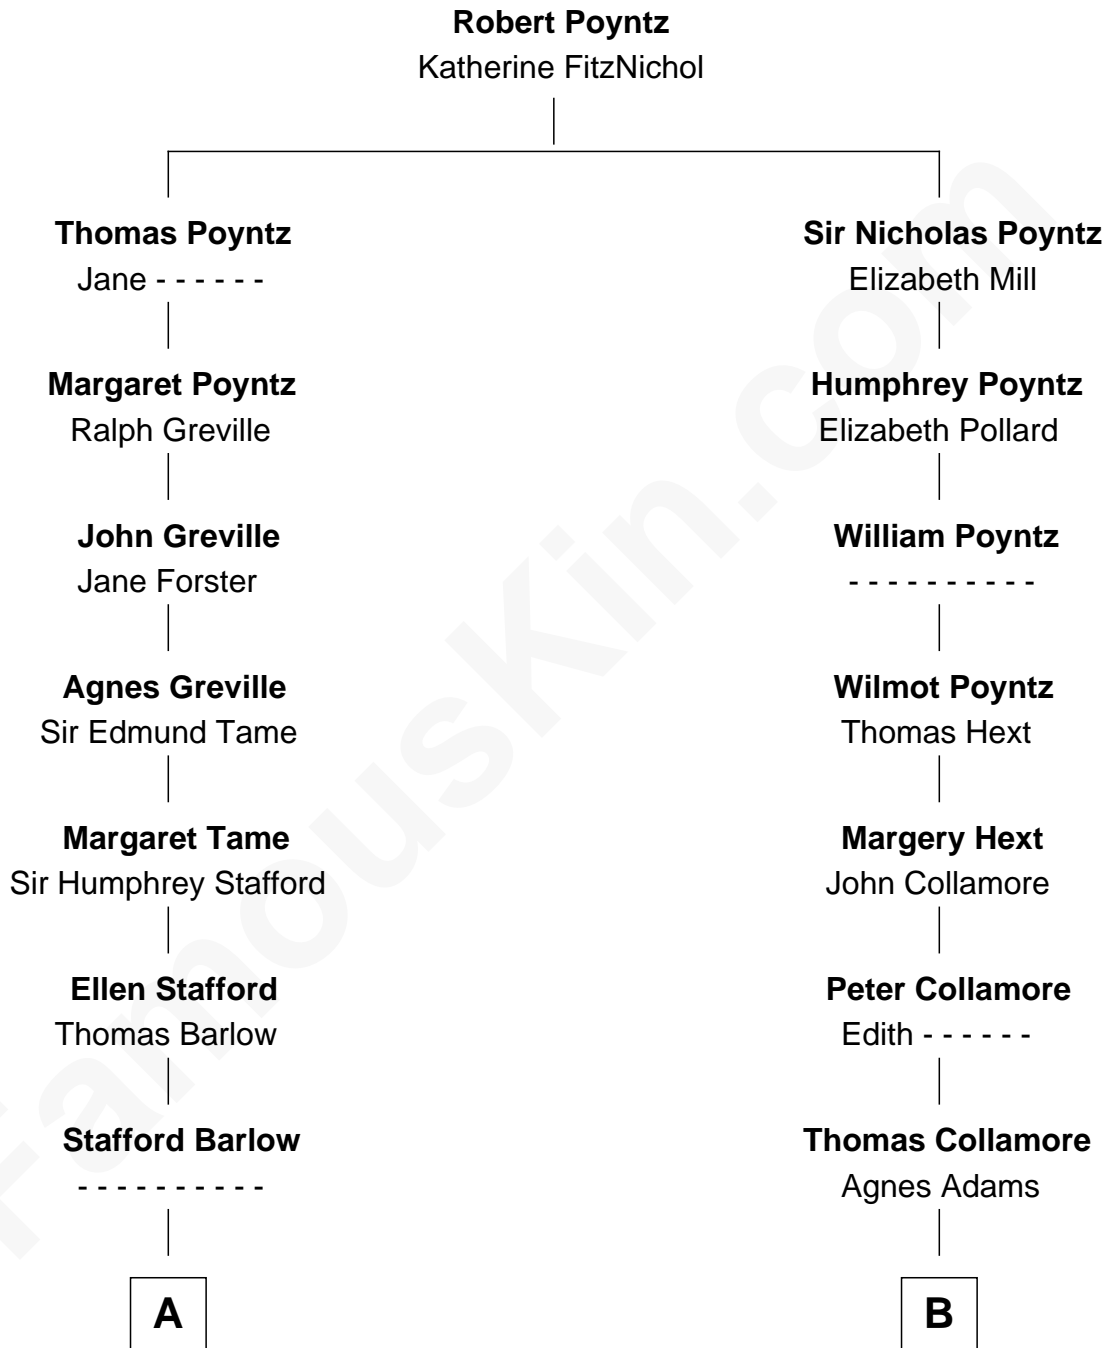 Robert Poyntz
Katherine FitzNichol
Thomas Poyntz
Jane - - - - - -
Margaret Poyntz
Ralph Greville
John Greville
Jane Forster
Agnes Greville
Sir Edmund Tame
Margaret Tame
Sir Humphrey Stafford
Ellen Stafford
Thomas Barlow
Stafford Barlow
- - - - - - - - - -
A
Sir Nicholas Poyntz
Elizabeth Mill
Humphrey Poyntz
Elizabeth Pollard
William Poyntz
- - - - - - - - - -
Wilmot Poyntz
Thomas Hext
Margery Hext
John Collamore
Peter Collamore
Edith - - - - - -
Thomas Collamore
Agnes Adams
B
FamousKin.com